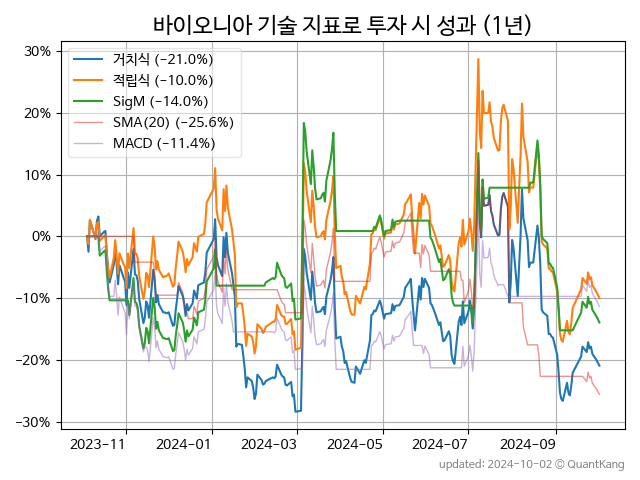 바이오니아 기술 지표로 투자 시 성과 (1년)
30%
20%
10%
0%
−10%
−20%
−30%
거치식 (−21.0%)
적립식 (−10.0%)
SigM (−14.0%)
SMA(20) (−25.6%)
MACD (−11.4%)
2023-11 2024-01 2024-03 2024-05 2024-07 2024-09
updated: 2024-10-02 © QuantKang